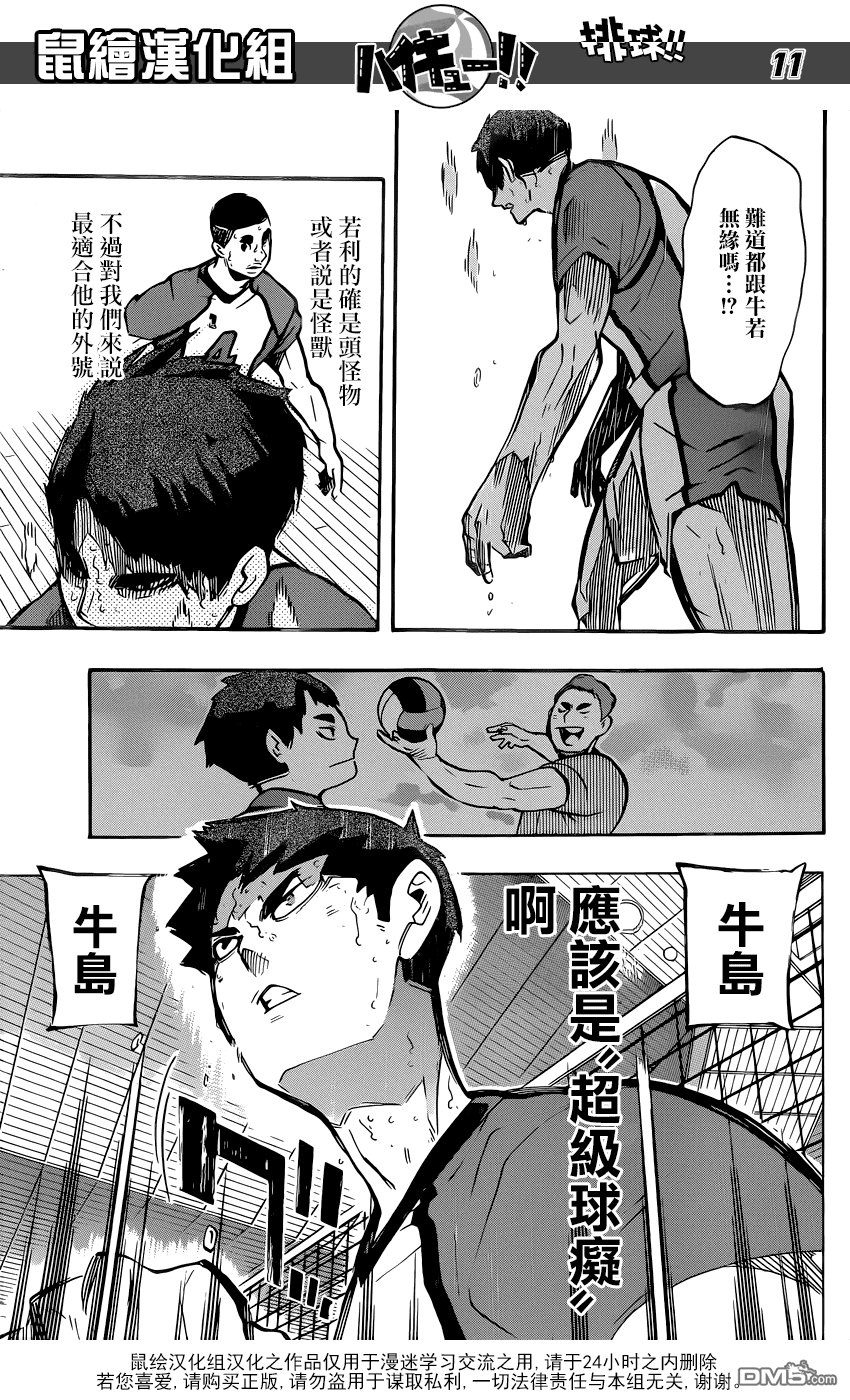 鼠繪漢化組
ハイキュー!!
排球!!
11
難道都跟牛若
無緣嗎…!?
若利的確是頭怪物
或者說是怪獸
不過對我們來說
最適合他的外號
牛島
應該是〝超級球癡〞
啊
牛島
4
鼠绘汉化组汉化之作品仅用于漫迷学习交流之用,请于24小时之内删除
若您喜爱,请购买正版,请勿盗用于谋取私利,一切法律责任与本组无关,谢谢。